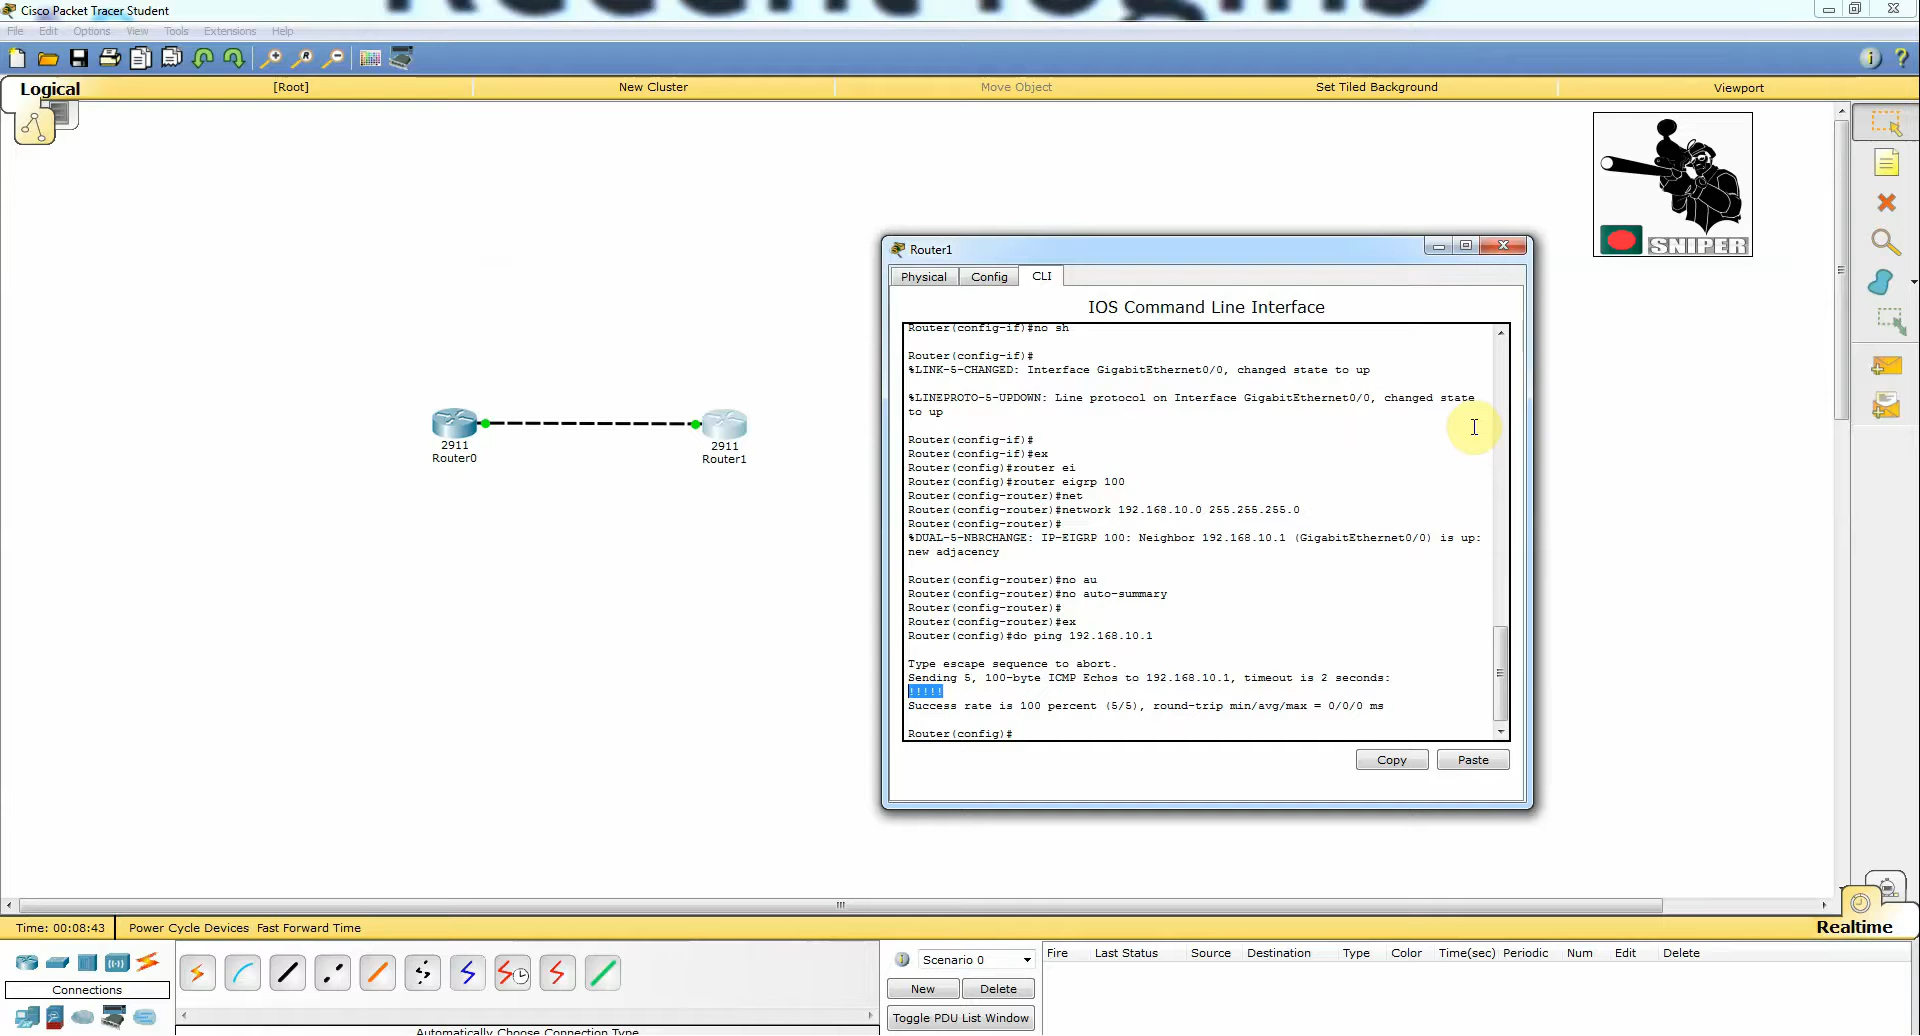 Recent logins
Cisco Packet Tracer Student
File Edit Options View Tools Extensions Help
Logical [Root] New Cluster Move Object Set Tiled Background Viewport
SNIPER
2911
Router0
2911
Router1
Router1
Physical Config CLI
IOS Command Line Interface
Router(config-if)#no sh
Router(config-if)#
%LINK-5-CHANGED: Interface GigabitEthernet0/0, changed state to up
%LINEPROTO-5-UPDOWN: Line protocol on Interface GigabitEthernet0/0, changed state
to up
Router(config-if)#
Router(config-if)#ex
Router(config)#router ei
Router(config)#router eigrp 100
Router(config-router)#net
Router(config-router)#network 192.168.10.0 255.255.255.0
Router(config-router)#
%DUAL-5-NBRCHANGE: IP-EIGRP 100: Neighbor 192.168.10.1 (GigabitEthernet0/0) is up:
new adjacency
Router(config-router)#no au
Router(config-router)#no auto-summary
Router(config-router)#
Router(config-router)#ex
Router(config)#do ping 192.168.10.1
Type escape sequence to abort.
Sending 5, 100-byte ICMP Echos to 192.168.10.1, timeout is 2 seconds:
!!!!!
Success rate is 100 percent (5/5), round-trip min/avg/max = 0/0/0 ms
Router(config)#
Copy Paste
Time: 00:08:43 Power Cycle Devices Fast Forward Time Realtime
Connections
Automatically Choose Connection Type
Scenario 0
New Delete
Toggle PDU List Window
Fire Last Status Source Destination Type Color Time(sec) Periodic Num Edit Delete